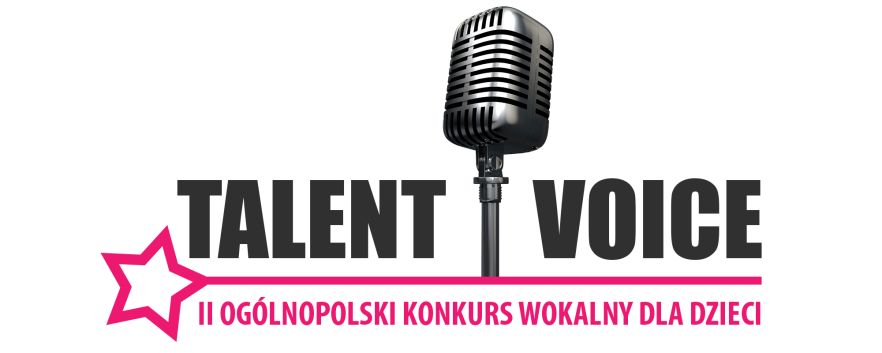 TALENT VOICE
II OGÓLNOPOLSKI KONKURS WOKALNY DLA DZIECI